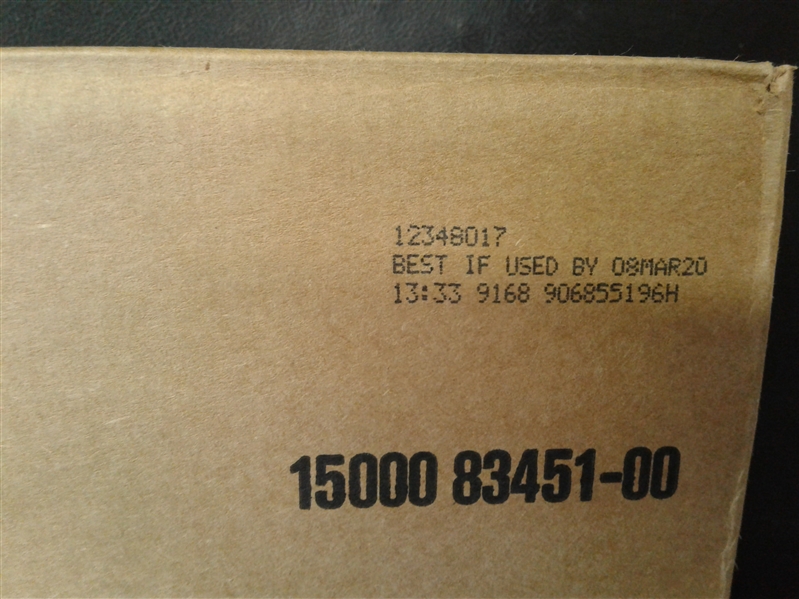 12348017
BEST IF USED BY 08MAR20
13:33 9168 906855196H
15000 83451-00